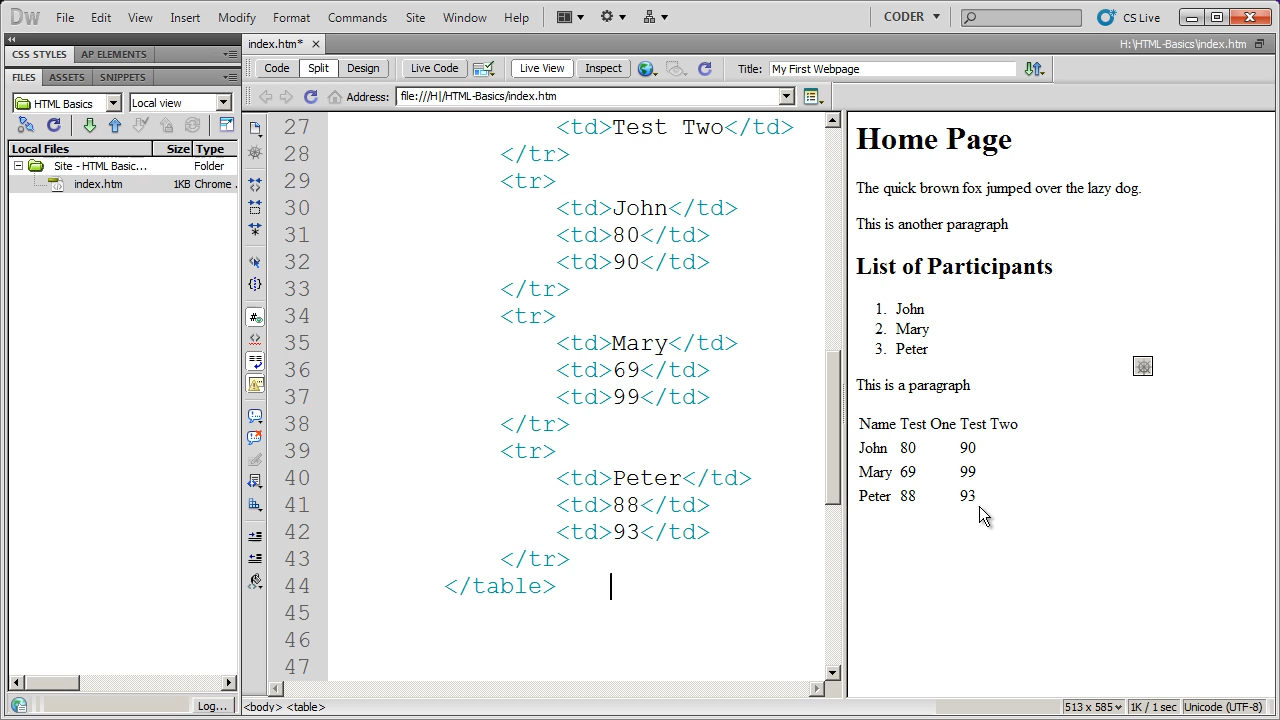 Dw File Edit View Insert Modify Format Commands Site Window Help CODER CS Live
CSS STYLES AP ELEMENTS
index.htm* H:\HTML-Basics\index.htm
FILES ASSETS SNIPPETS
Code Split Design Live Code Live View Inspect Title: My First Webpage
HTML Basics Local view
Address: file:///H|/HTML-Basics/index.htm
Local Files Size Type
Site - HTML Basic... Folder
index.htm 1KB Chrome .
27 <td>Test Two</td>
28 </tr>
29 <tr>
30 <td>John</td>
31 <td>80</td>
32 <td>90</td>
33 </tr>
34 <tr>
35 <td>Mary</td>
36 <td>69</td>
37 <td>99</td>
38 </tr>
39 <tr>
40 <td>Peter</td>
41 <td>88</td>
42 <td>93</td>
43 </tr>
44 </table>
45
46
47
Home Page
The quick brown fox jumped over the lazy dog.
This is another paragraph
List of Participants
1. John
2. Mary
3. Peter
This is a paragraph
Name Test One Test Two
John 80 90
Mary 69 99
Peter 88 93
Log... <body> <table> 513 x 585 1K / 1 sec Unicode (UTF-8)